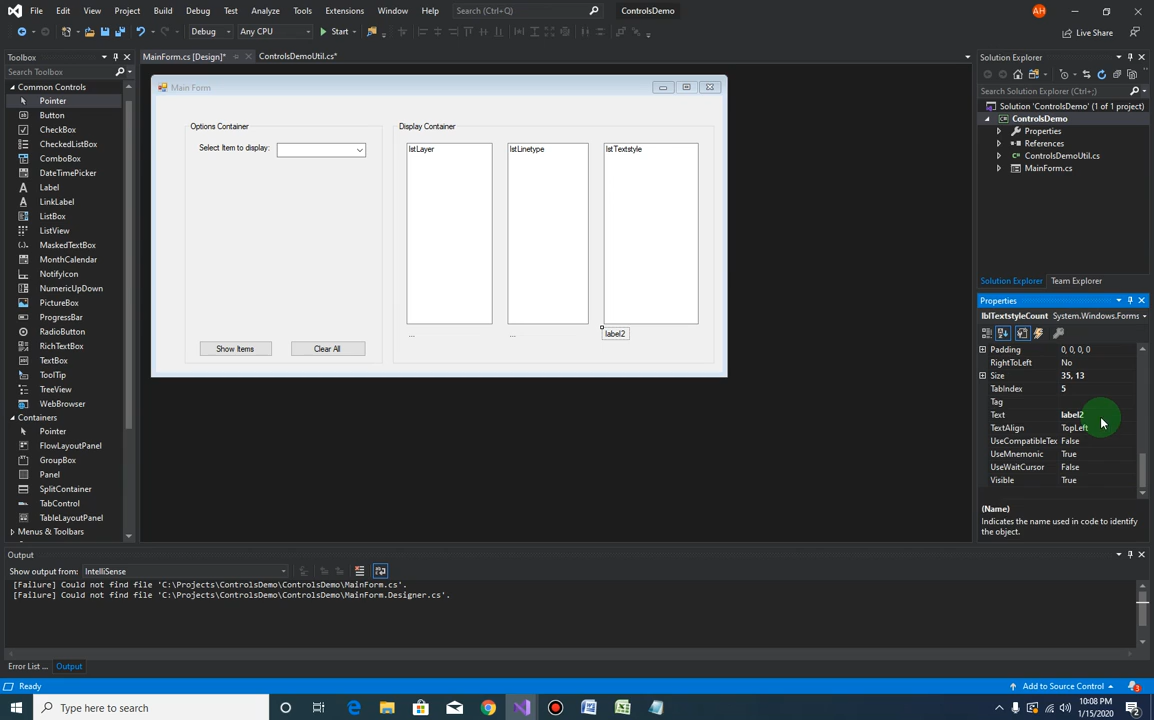 File Edit View Project Build Debug Test Analyze Tools Extensions Window Help Search (Ctrl+Q) ControlsDemo AH
Debug Any CPU Start Live Share
Toolbox
Search Toolbox
Common Controls
Pointer
Button
CheckBox
CheckedListBox
ComboBox
DateTimePicker
Label
LinkLabel
ListBox
ListView
MaskedTextBox
MonthCalendar
NotifyIcon
NumericUpDown
PictureBox
ProgressBar
RadioButton
RichTextBox
TextBox
ToolTip
TreeView
WebBrowser
Containers
Pointer
FlowLayoutPanel
GroupBox
Panel
SplitContainer
TabControl
TableLayoutPanel
Menus & Toolbars
MainForm.cs [Design]* ControlsDemoUtil.cs*
Main Form
Options Container
Select Item to display:
Show Items Clear All
Display Container
lstLayer lstLinetype lstTextstyle
... ... label2
Solution Explorer
Search Solution Explorer (Ctrl+;)
Solution 'ControlsDemo' (1 of 1 project)
ControlsDemo
Properties
References
ControlsDemoUtil.cs
MainForm.cs
Solution Explorer Team Explorer
Properties
lblTextstyleCount System.Windows.Forms
Padding 0, 0, 0, 0
RightToLeft No
Size 35, 13
TabIndex 5
Tag
Text label2
TextAlign TopLeft
UseCompatibleTex False
UseMnemonic True
UseWaitCursor False
Visible True
(Name)
Indicates the name used in code to identify
the object.
Output
Show output from: IntelliSense
[Failure] Could not find file 'C:\Projects\ControlsDemo\ControlsDemo\MainForm.cs'.
[Failure] Could not find file 'C:\Projects\ControlsDemo\ControlsDemo\MainForm.Designer.cs'.
Error List ... Output
Ready Add to Source Control 3
Type here to search
10:08 PM
1/15/2020
2